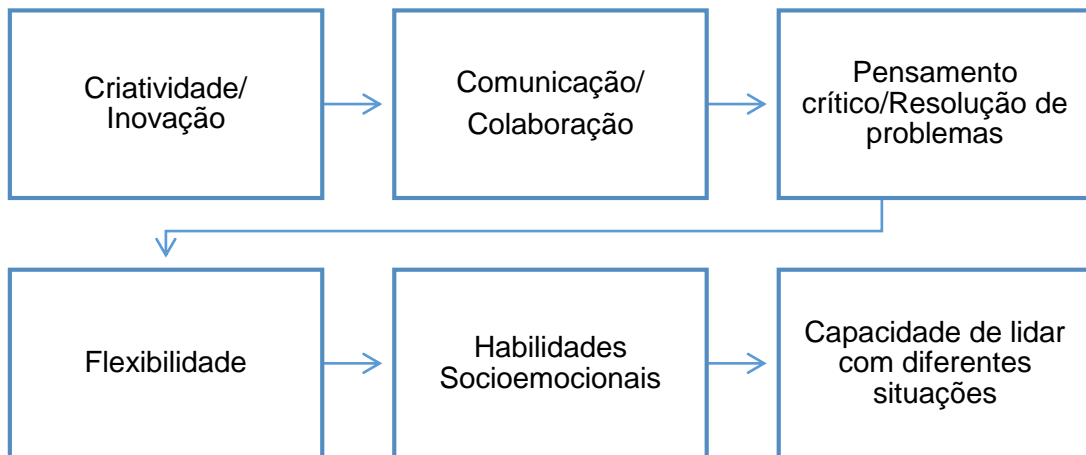 Criatividade/
Inovação
Comunicação/
Colaboração
Pensamento
crítico/Resolução de
problemas
Flexibilidade
Habilidades
Socioemocionais
Capacidade de lidar
com diferentes
situações